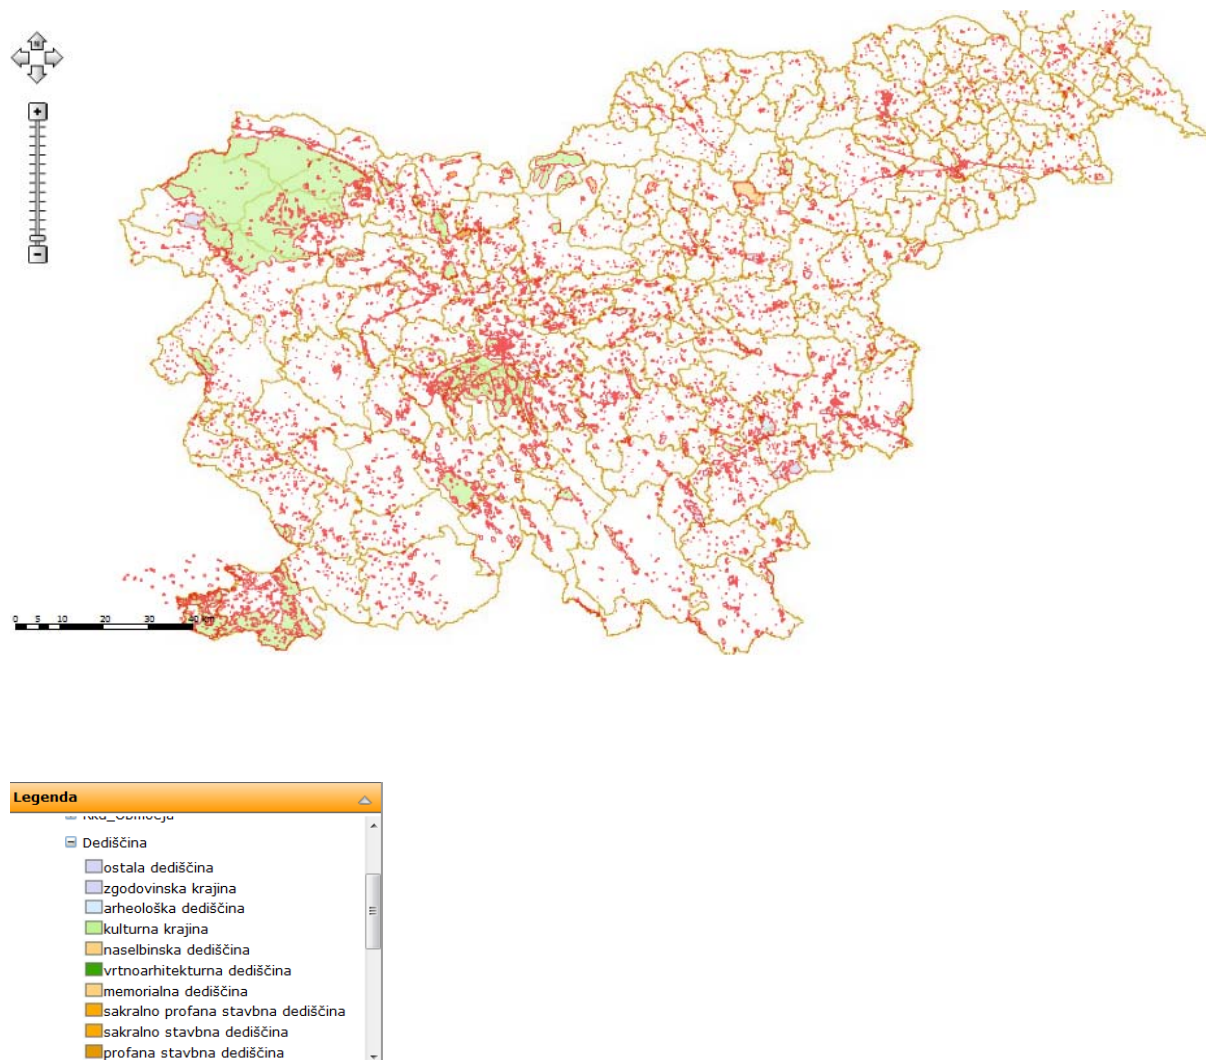 N
+
−
0 5 10 20 30 40 km
Legenda
Dediščina
ostala dediščina
zgodovinska krajina
arheološka dediščina
kulturna krajina
naselbinska dediščina
vrtnoarhitekturna dediščina
memorialna dediščina
sakralno profana stavbna dediščina
sakralno stavbna dediščina
profana stavbna dediščina